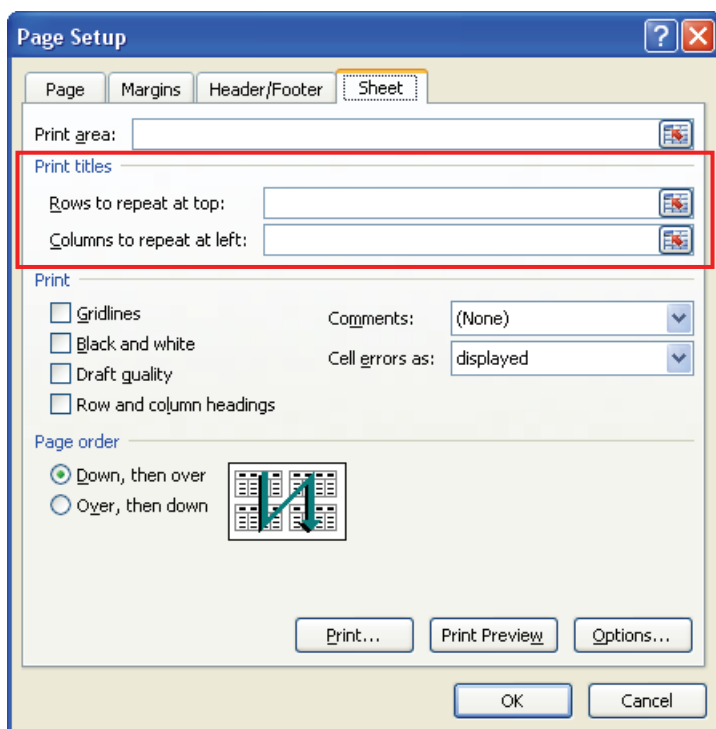 Page Setup
Page Margins Header/Footer Sheet
Print area:
Print titles
Rows to repeat at top:
Columns to repeat at left:
Print
Gridlines
Black and white
Draft quality
Row and column headings
Comments: (None)
Cell errors as: displayed
Page order
Down, then over
Over, then down
Print... Print Preview Options...
OK Cancel